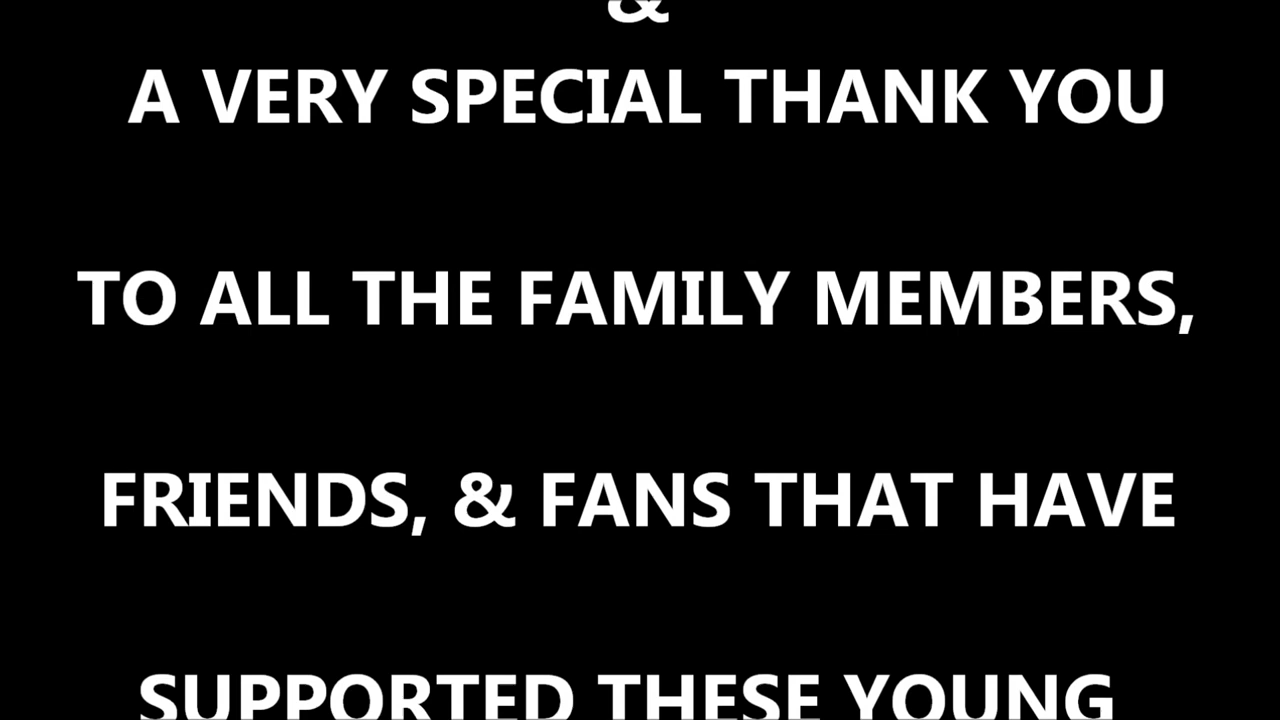 &
A VERY SPECIAL THANK YOU
TO ALL THE FAMILY MEMBERS,
FRIENDS, & FANS THAT HAVE
SUPPORTED THESE YOUNG